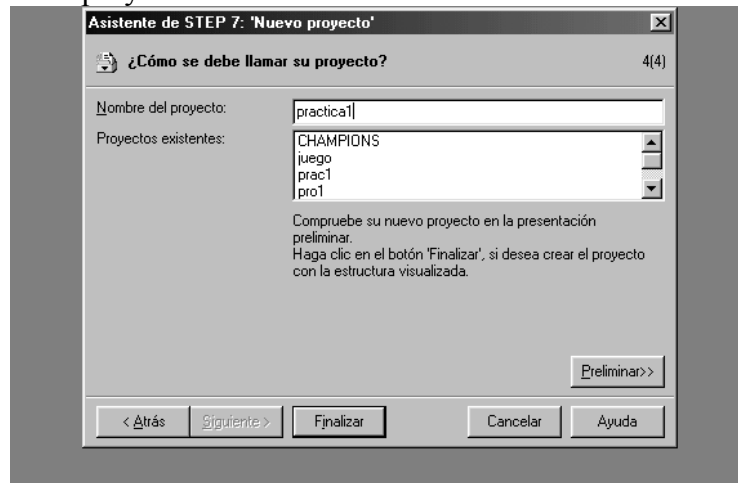 Asistente de STEP 7: 'Nuevo proyecto'
¿Cómo se debe llamar su proyecto?
4(4)
Nombre del proyecto:
practica1
Proyectos existentes:
CHAMPIONS
juego
prac1
pro1
Compruebe su nuevo proyecto en la presentación
preliminar.
Haga clic en el botón 'Finalizar', si desea crear el proyecto
con la estructura visualizada.
Preliminar>>
< Atrás
Siguiente >
Finalizar
Cancelar
Ayuda